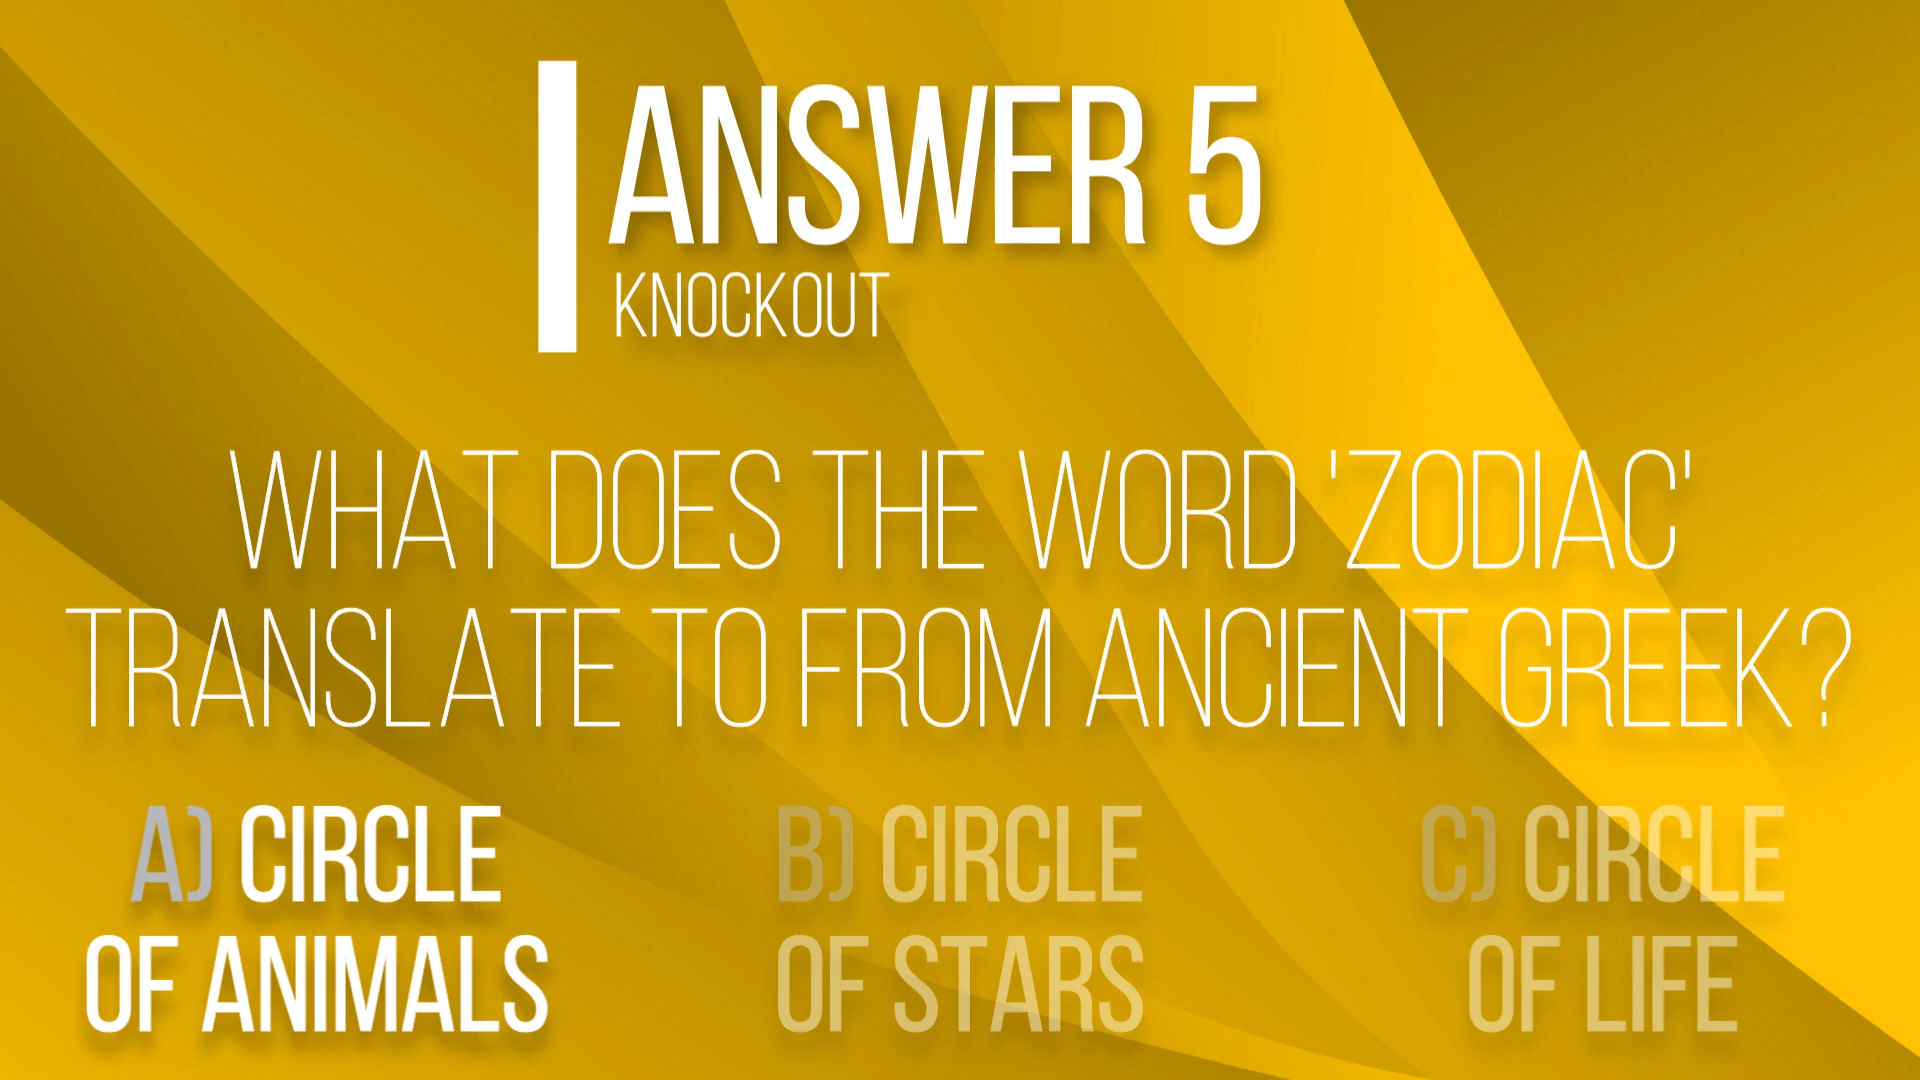 ANSWER 5
KNOCKOUT
WHAT DOES THE WORD 'ZODIAC'
TRANSLATE TO FROM ANCIENT GREEK?
A) CIRCLE
OF ANIMALS
B) CIRCLE
OF STARS
C) CIRCLE
OF LIFE